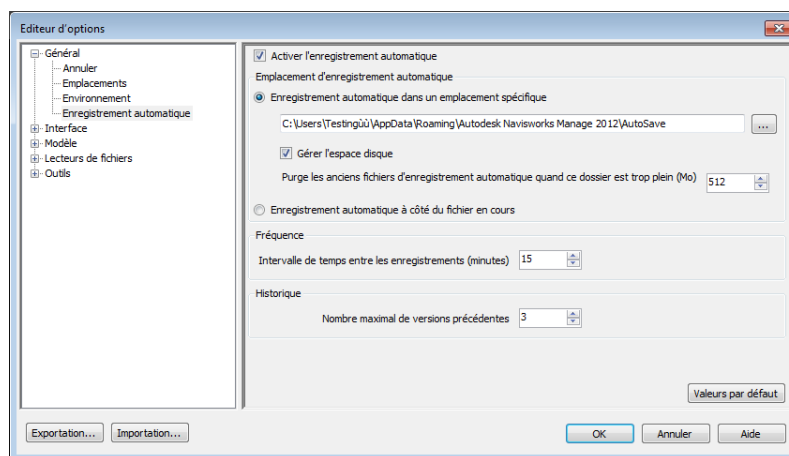 Editeur d'options
Général
Annuler
Emplacements
Environnement
Enregistrement automatique
Interface
Modèle
Lecteurs de fichiers
Outils
Activer l'enregistrement automatique
Emplacement d'enregistrement automatique
Enregistrement automatique dans un emplacement spécifique
C:\Users\Testingùù\AppData\Roaming\Autodesk Navisworks Manage 2012\AutoSave
...
Gérer l'espace disque
Purge les anciens fichiers d'enregistrement automatique quand ce dossier est trop plein (Mo) 512
Enregistrement automatique à côté du fichier en cours
Fréquence
Intervalle de temps entre les enregistrements (minutes) 15
Historique
Nombre maximal de versions précédentes 3
Valeurs par défaut
Exportation... Importation... OK Annuler Aide